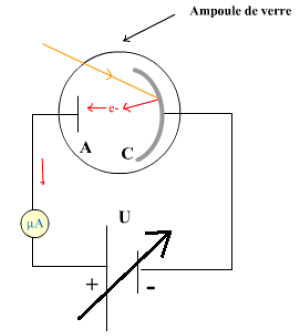 Ampoule de verre
e-
A
C
µA
U
+
-